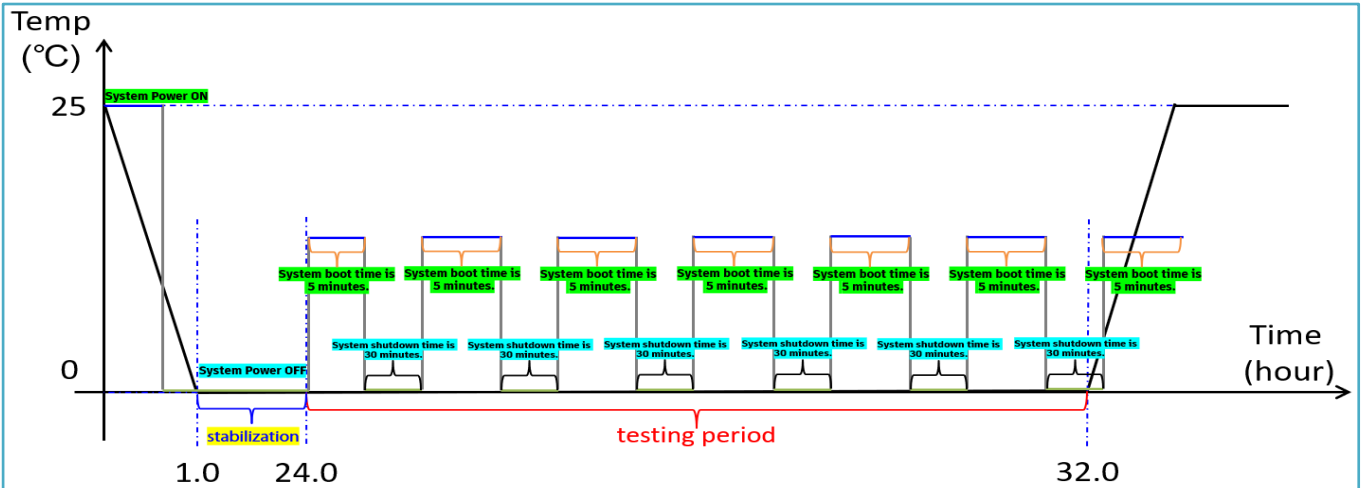 Temp
(℃)
System Power ON
25
System boot time is
5 minutes.
System boot time is
5 minutes.
System boot time is
5 minutes.
System boot time is
5 minutes.
System boot time is
5 minutes.
System boot time is
5 minutes.
System boot time is
5 minutes.
System shutdown time is
30 minutes.
System shutdown time is
30 minutes.
System shutdown time is
30 minutes.
System shutdown time is
30 minutes.
System shutdown time is
30 minutes.
System shutdown time is
30 minutes.
Time
(hour)
0
System Power OFF
stabilization
testing period
1.0
24.0
32.0